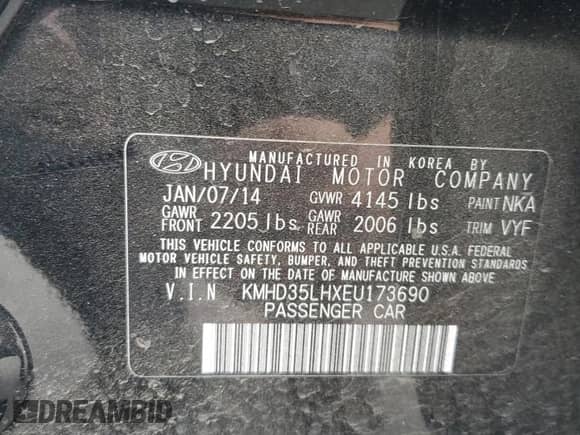 MANUFACTURED IN KOREA BY
HYUNDAI MOTOR COMPANY
JAN/07/14 GVWR 4145 lbs PAINT NKA
GAWR FRONT 2205 lbs GAWR REAR 2006 lbs TRIM VYF
THIS VEHICLE CONFORMS TO ALL APPLICABLE U.S.A. FEDERAL
MOTOR VEHICLE SAFETY, BUMPER, AND THEFT PREVENTION STANDARDS
IN EFFECT ON THE DATE OF MANUFACTURE SHOWN ABOVE.
V.I.N KMHD35LHXEU173690
PASSENGER CAR
DREAMBID